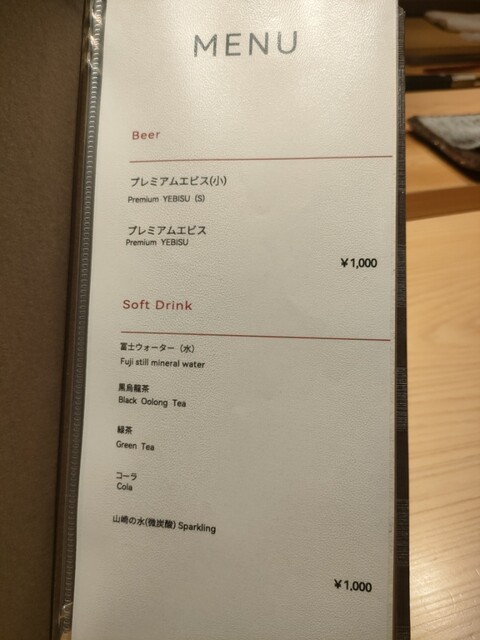 MENU
Beer
プレミアムエビス(小)
Premium YEBISU (S)
プレミアムエビス
Premium YEBISU
￥1,000
Soft Drink
富士ウォーター（水）
Fuji still mineral water
黒烏龍茶
Black Oolong Tea
緑茶
Green Tea
コーラ
Cola
山崎の水(微炭酸) Sparkling
￥1,000